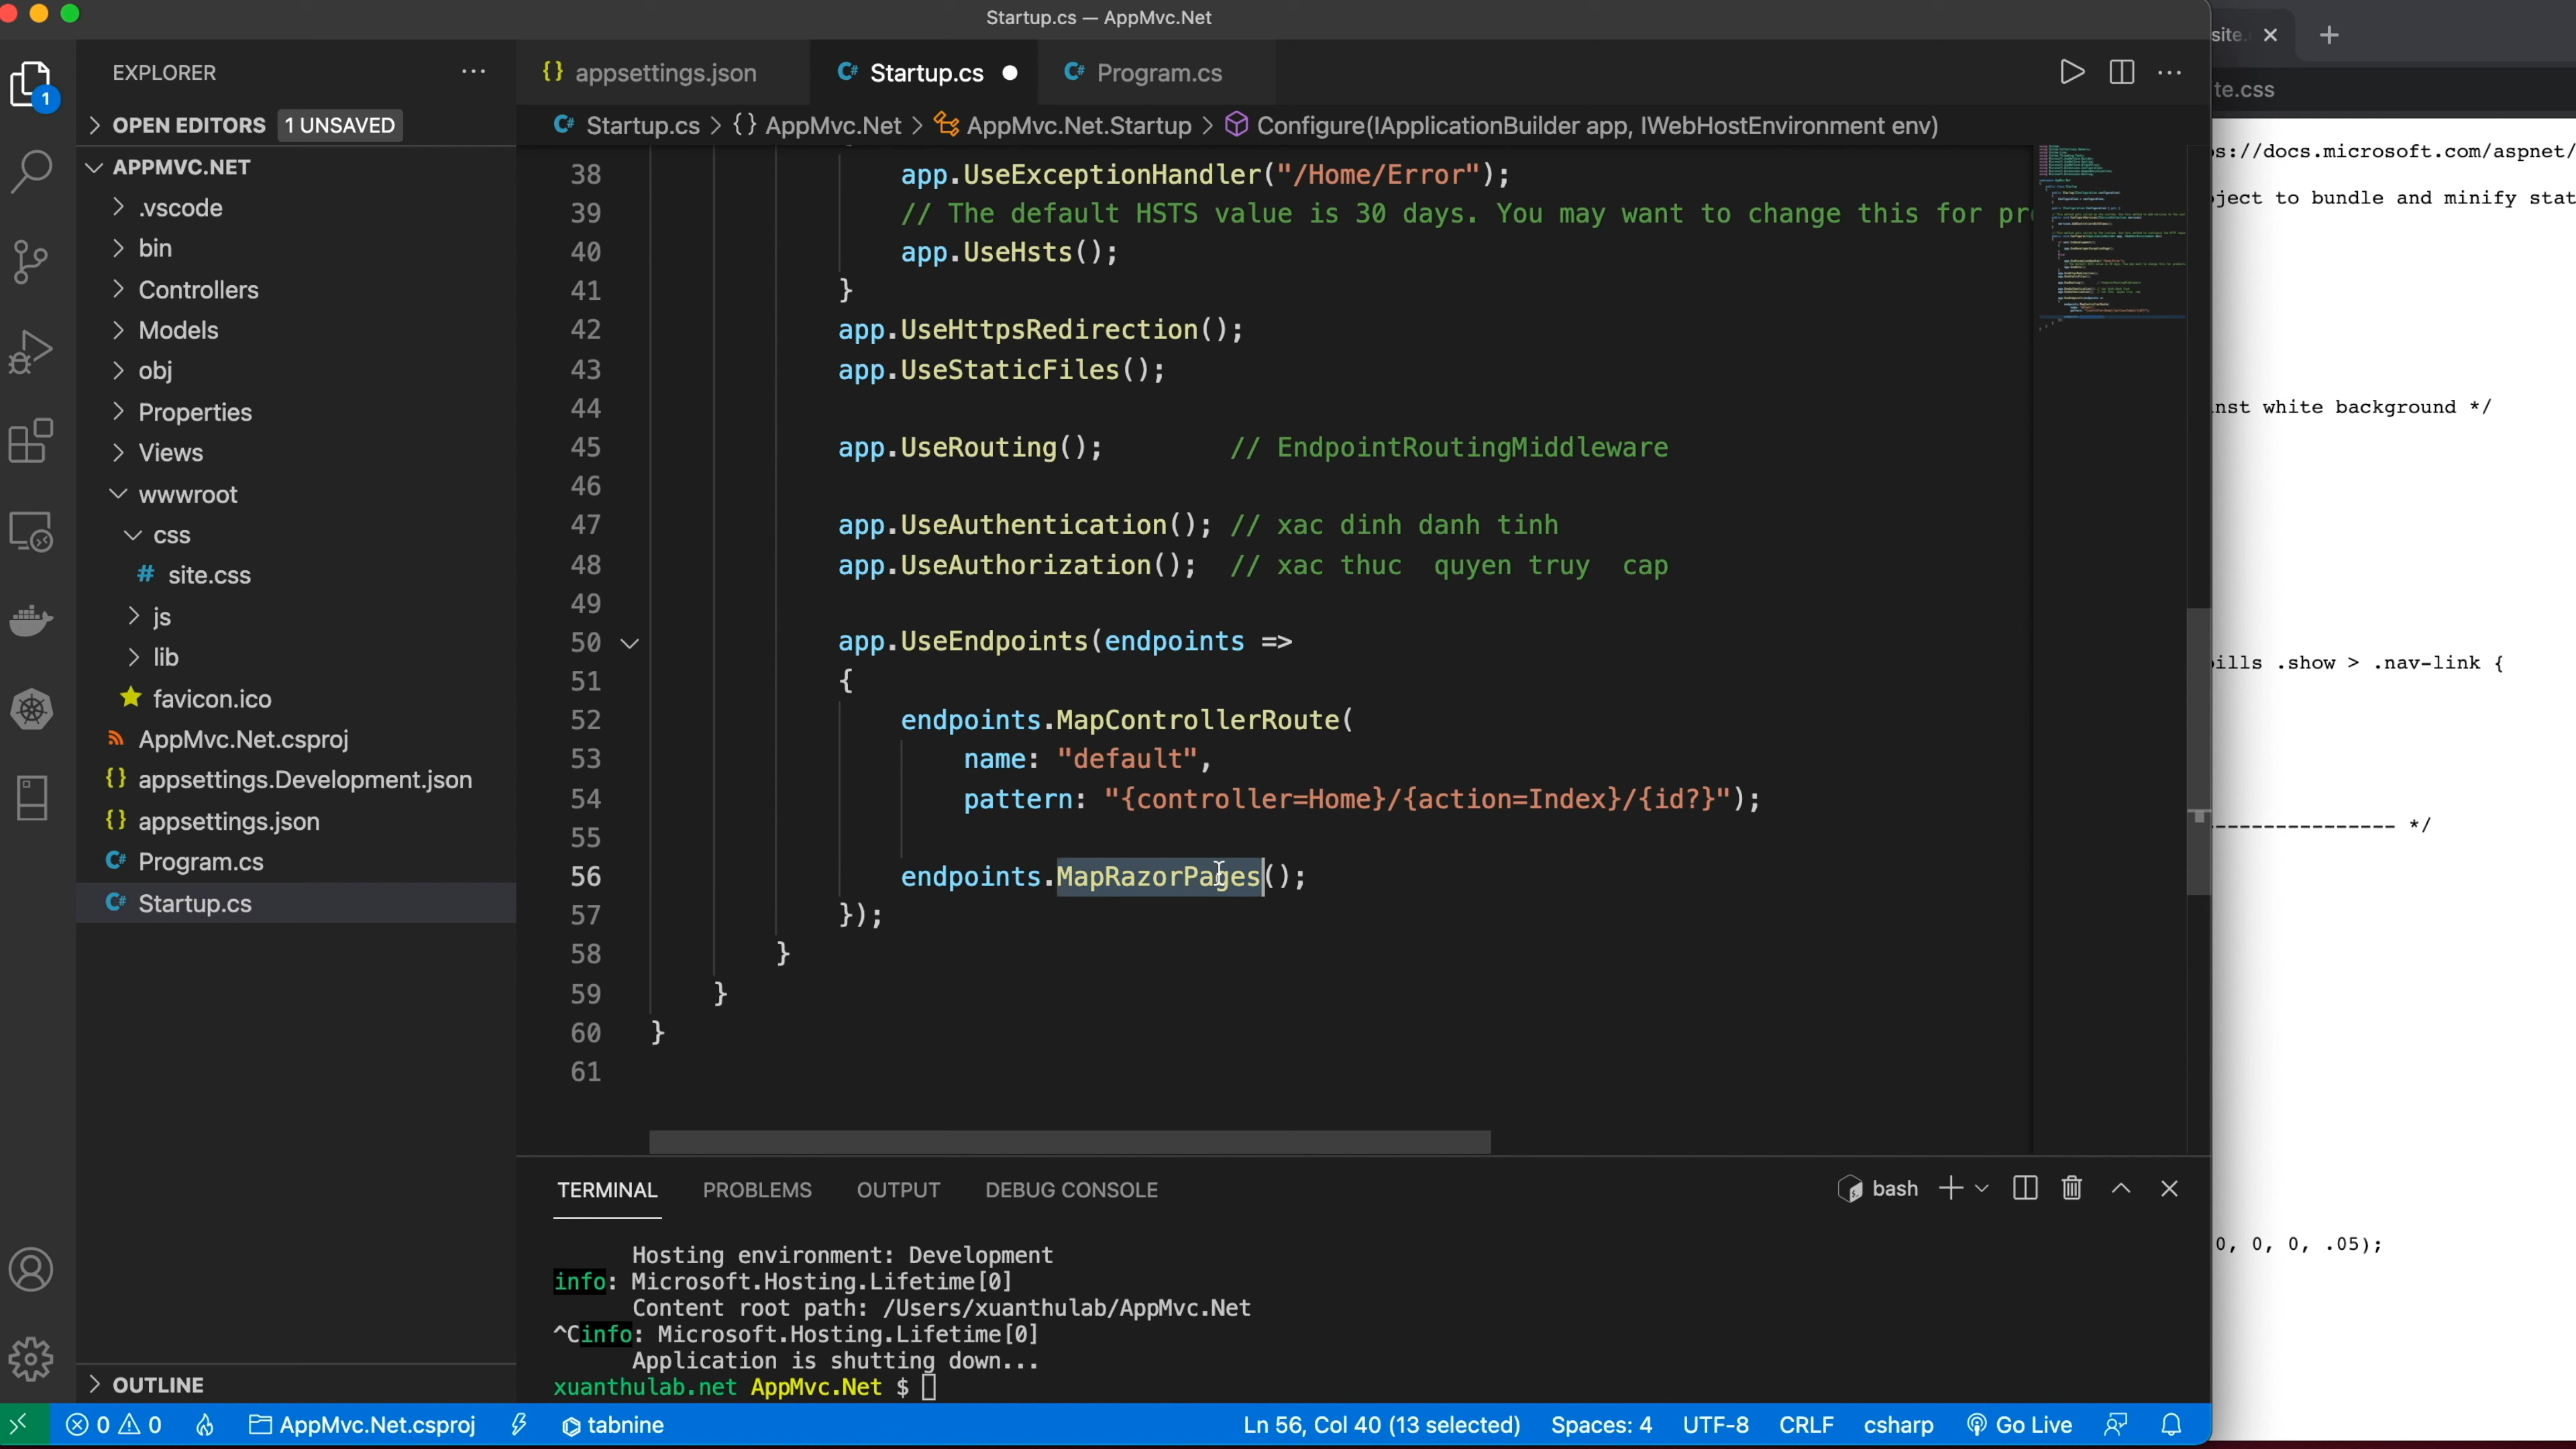 Startup.cs — AppMvc.Net
EXPLORER
1
OPEN EDITORS 1 UNSAVED
APPMVC.NET
.vscode
bin
Controllers
Models
obj
Properties
Views
wwwroot
css
# site.css
js
lib
favicon.ico
AppMvc.Net.csproj
{} appsettings.Development.json
{} appsettings.json
C# Program.cs
C# Startup.cs
OUTLINE
{} appsettings.json
C# Startup.cs
C# Program.cs
C# Startup.cs > {} AppMvc.Net > AppMvc.Net.Startup > Configure(IApplicationBuilder app, IWebHostEnvironment env)
38 app.UseExceptionHandler("/Home/Error");
39 // The default HSTS value is 30 days. You may want to change this for pr
40 app.UseHsts();
41 }
42 app.UseHttpsRedirection();
43 app.UseStaticFiles();
44
45 app.UseRouting(); // EndpointRoutingMiddleware
46
47 app.UseAuthentication(); // xac dinh danh tinh
48 app.UseAuthorization(); // xac thuc quyen truy cap
49
50 app.UseEndpoints(endpoints =>
51 {
52 endpoints.MapControllerRoute(
53 name: "default",
54 pattern: "{controller=Home}/{action=Index}/{id?}");
55
56 endpoints.MapRazorPages();
57 });
58 }
59 }
60 }
61
TERMINAL PROBLEMS OUTPUT DEBUG CONSOLE
bash
Hosting environment: Development
info: Microsoft.Hosting.Lifetime[0]
Content root path: /Users/xuanthulab/AppMvc.Net
^Cinfo: Microsoft.Hosting.Lifetime[0]
Application is shutting down...
xuanthulab.net AppMvc.Net $
0 0 AppMvc.Net.csproj tabnine
Ln 56, Col 40 (13 selected) Spaces: 4 UTF-8 CRLF csharp Go Live
site.
te.css
s://docs.microsoft.com/aspnet/
ject to bundle and minify stat
nst white background */
ills .show > .nav-link {
---------------- */
0, 0, 0, .05);